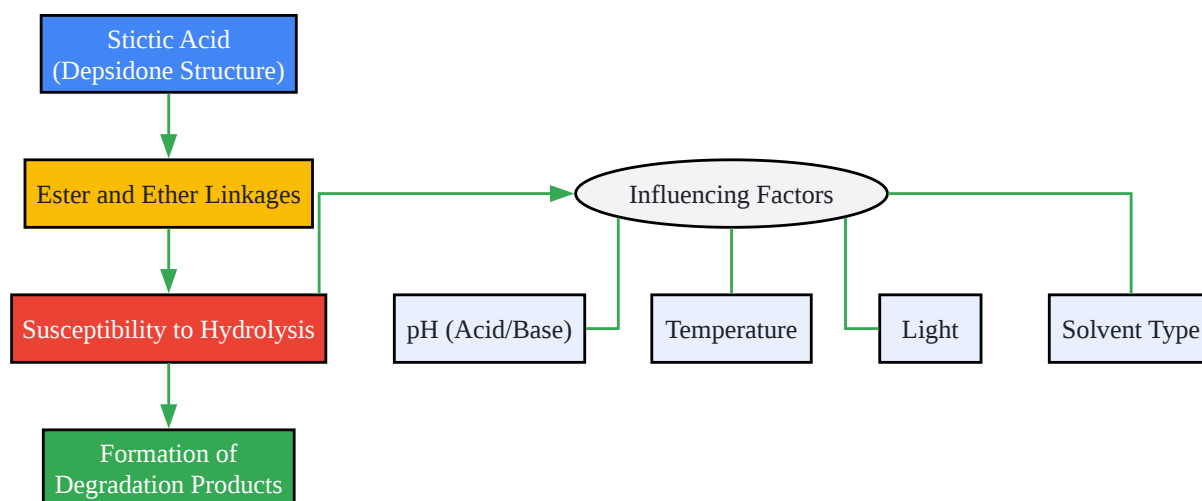 Stictic Acid
(Depsidone Structure)
Ester and Ether Linkages
Influencing Factors
Susceptibility to Hydrolysis
pH (Acid/Base)
Temperature
Light
Solvent Type
Formation of
Degradation Products